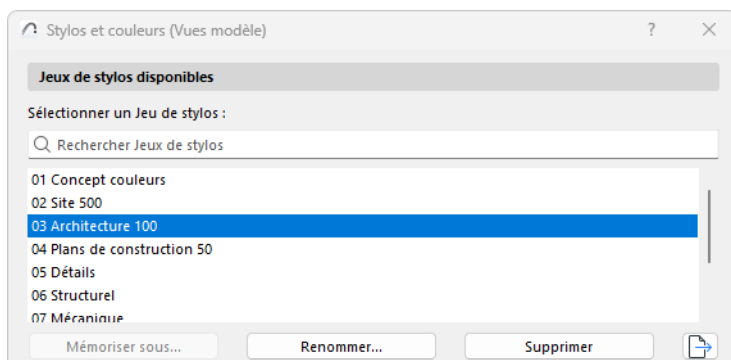 Stylos et couleurs (Vues modèle) ?
Jeux de stylos disponibles
Sélectionner un Jeu de stylos :
Rechercher Jeux de stylos
01 Concept couleurs
02 Site 500
03 Architecture 100
04 Plans de construction 50
05 Détails
06 Structurel
07 Mécanique
Mémoriser sous... Renommer... Supprimer